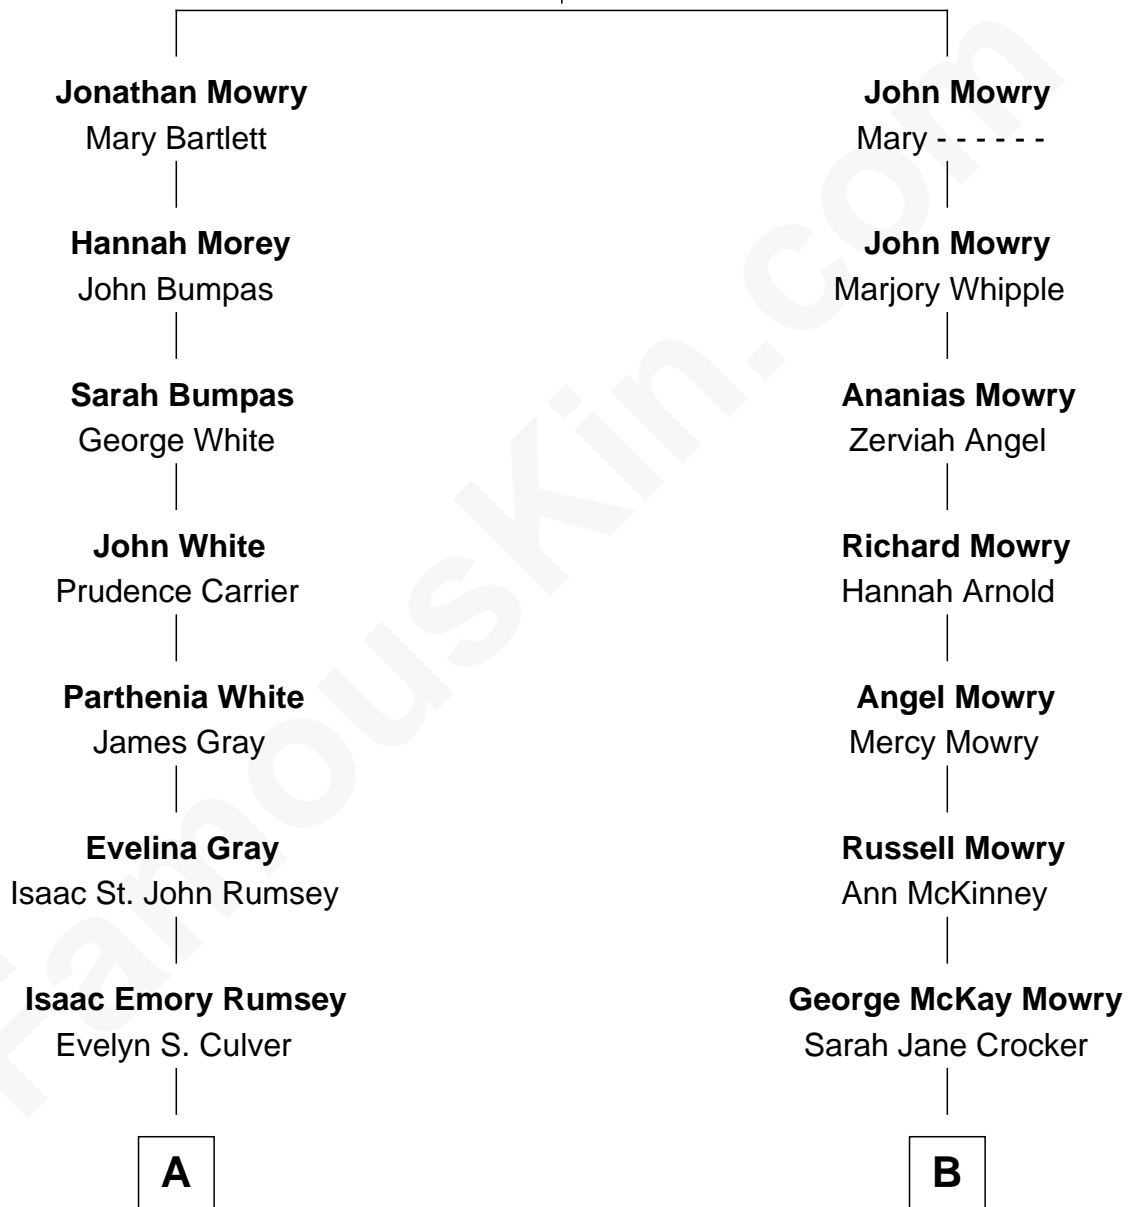 Jonathan Mowry
Mary Bartlett
Hannah Morey
John Bumpas
Sarah Bumpas
George White
John White
Prudence Carrier
Parthenia White
James Gray
Evelina Gray
Isaac St. John Rumsey
Isaac Emory Rumsey
Evelyn S. Culver
A
John Mowry
Mary - - - - - -
John Mowry
Marjory Whipple
Ananias Mowry
Zerviah Angel
Richard Mowry
Hannah Arnold
Angel Mowry
Mercy Mowry
Russell Mowry
Ann McKinney
George McKay Mowry
Sarah Jane Crocker
B
FamousKin.com